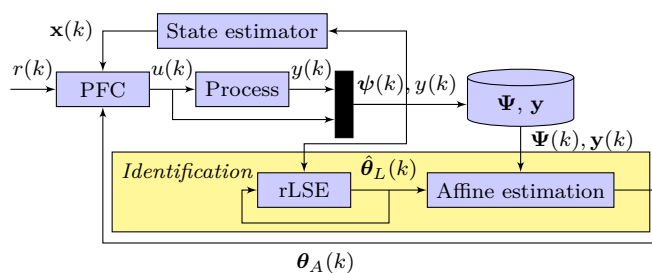 x(k) State estimator
r(k) PFC u(k) Process y(k) ψ(k), y(k) Ψ, y
Ψ(k), y(k)
Identification rLSE θ̂_L(k) Affine estimation
θ_A(k)